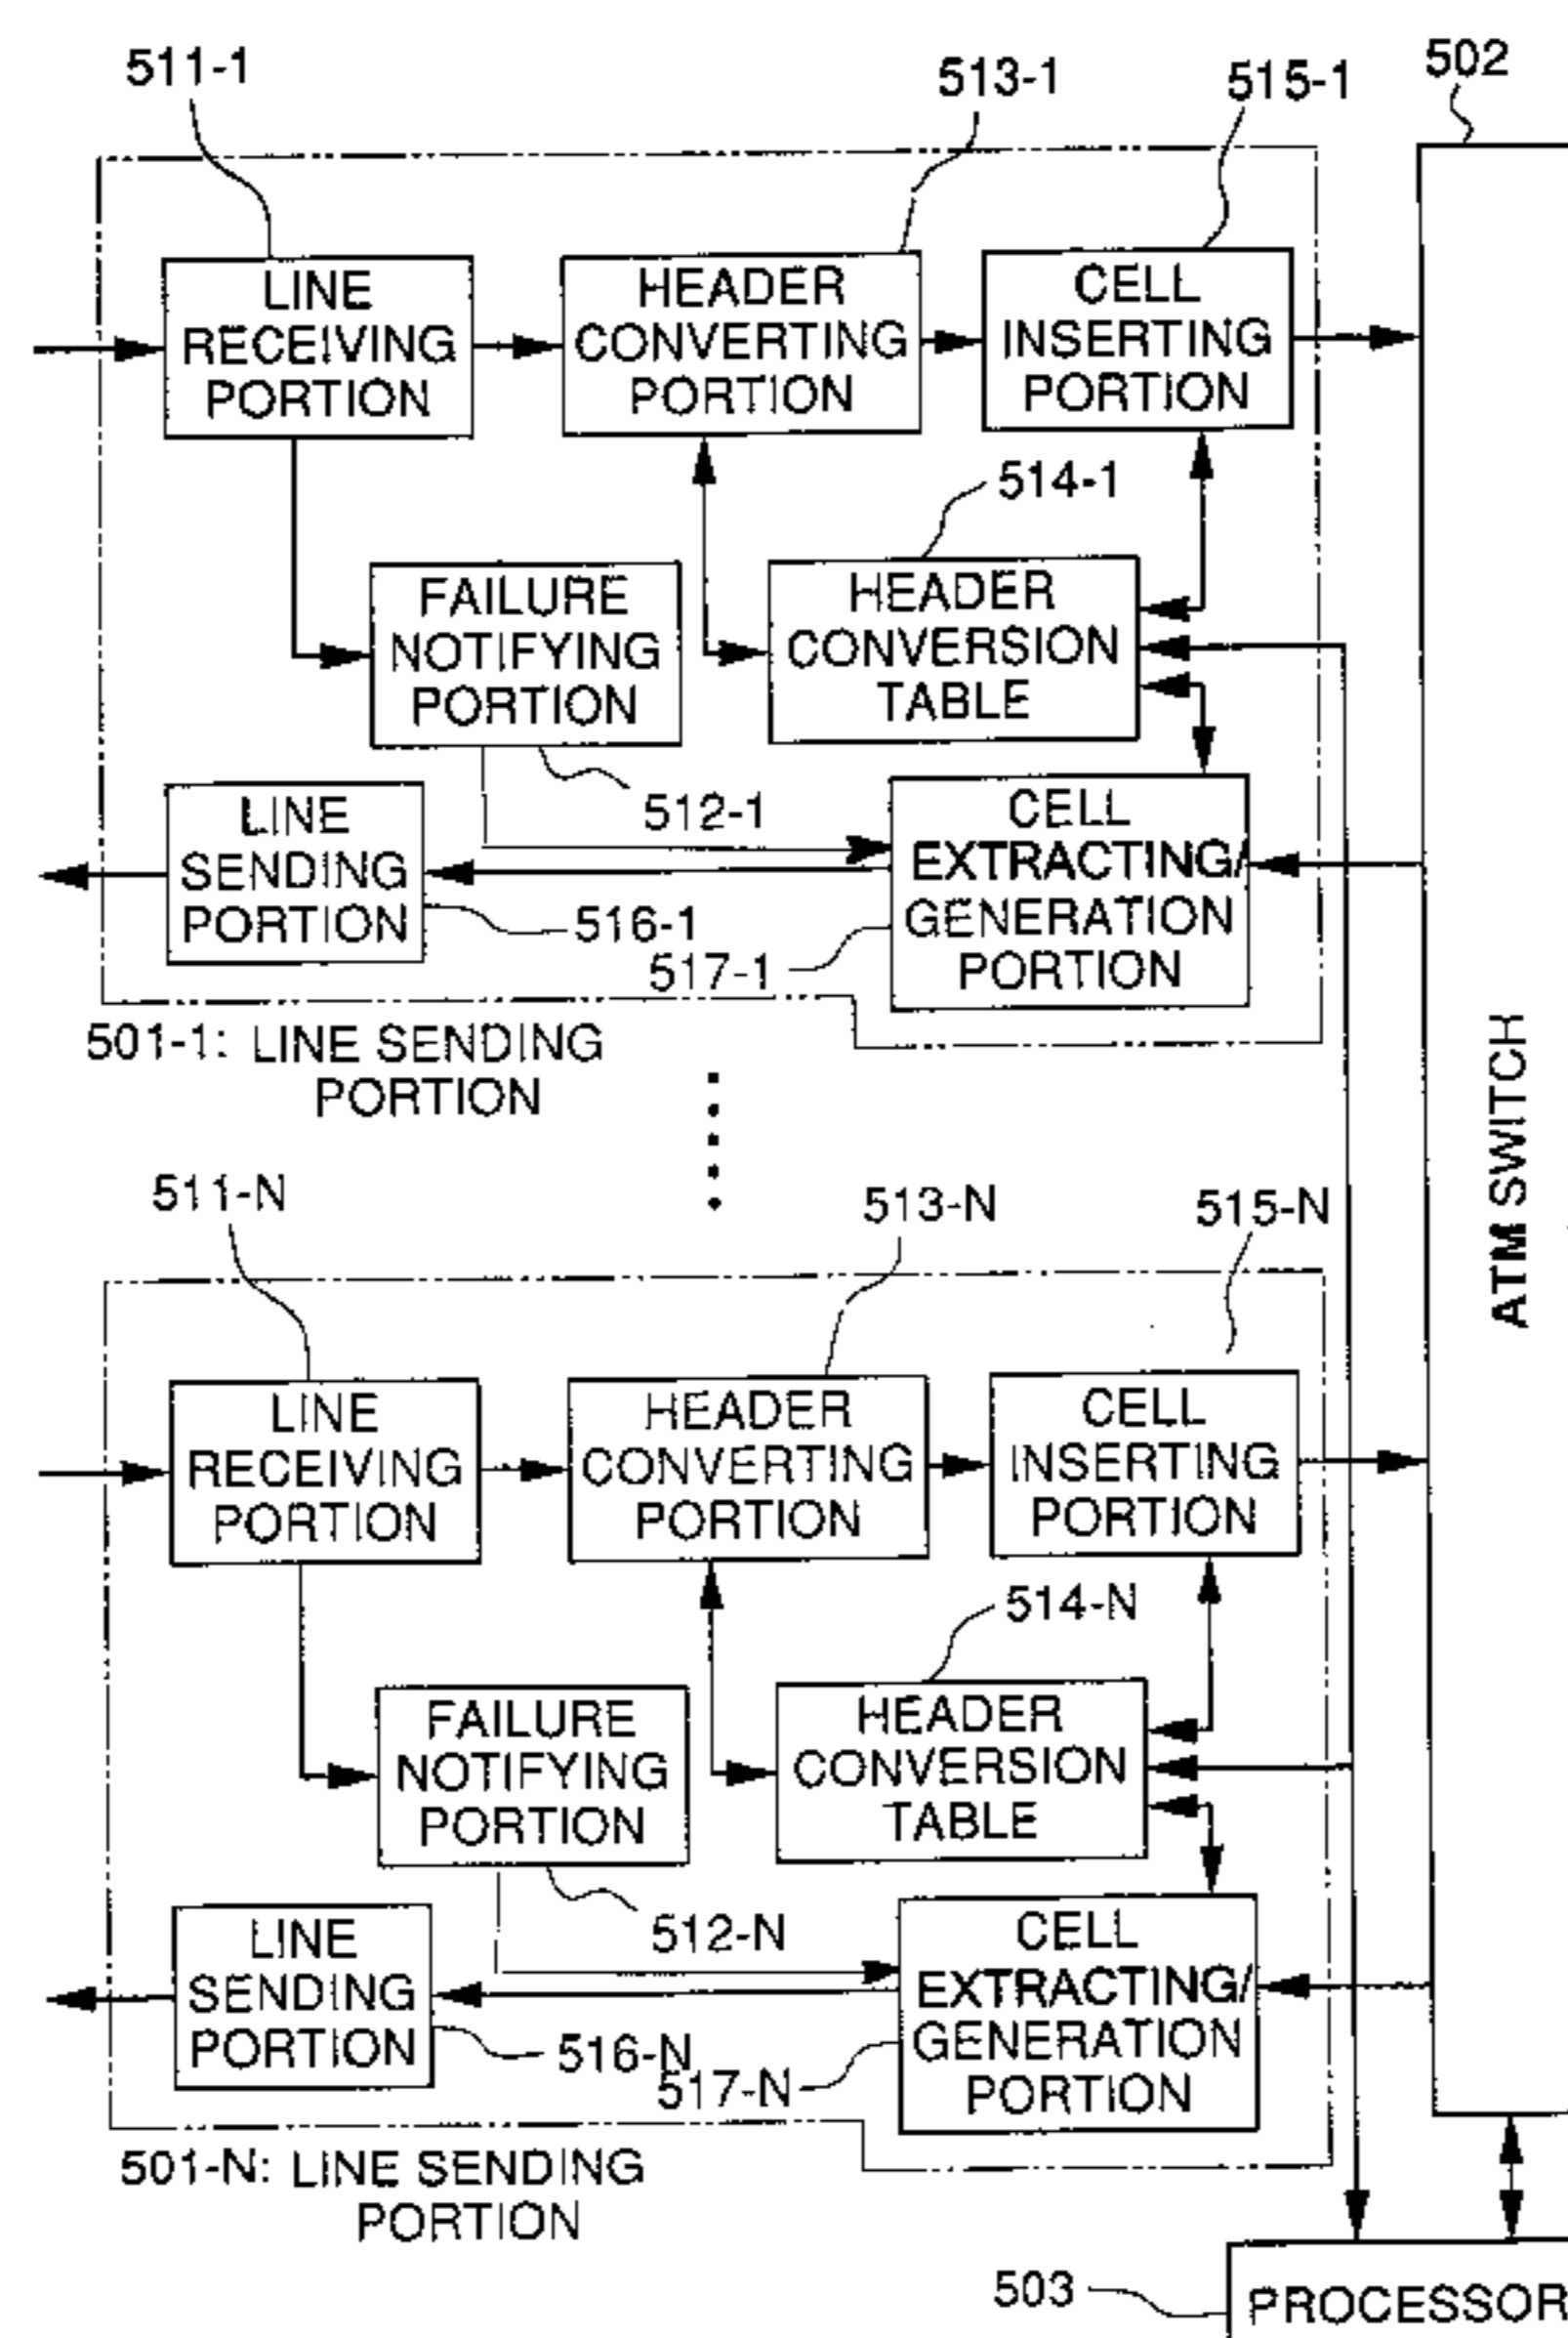 511-1
513-1
515-1
502
LINE
RECEIVING
PORTION
HEADER
CONVERTING
PORTION
CELL
INSERTING
PORTION
514-1
FAILURE
NOTIFYING
PORTION
HEADER
CONVERSION
TABLE
512-1
LINE
SENDING
PORTION
516-1
CELL
EXTRACTING/
GENERATION
PORTION
517-1
501-1: LINE SENDING
PORTION
ATM SWITCH
511-N
513-N
515-N
LINE
RECEIVING
PORTION
HEADER
CONVERTING
PORTION
CELL
INSERTING
PORTION
514-N
FAILURE
NOTIFYING
PORTION
HEADER
CONVERSION
TABLE
512-N
LINE
SENDING
PORTION
516-N
CELL
EXTRACTING/
GENERATION
PORTION
517-N
501-N: LINE SENDING
PORTION
503
PROCESSOR